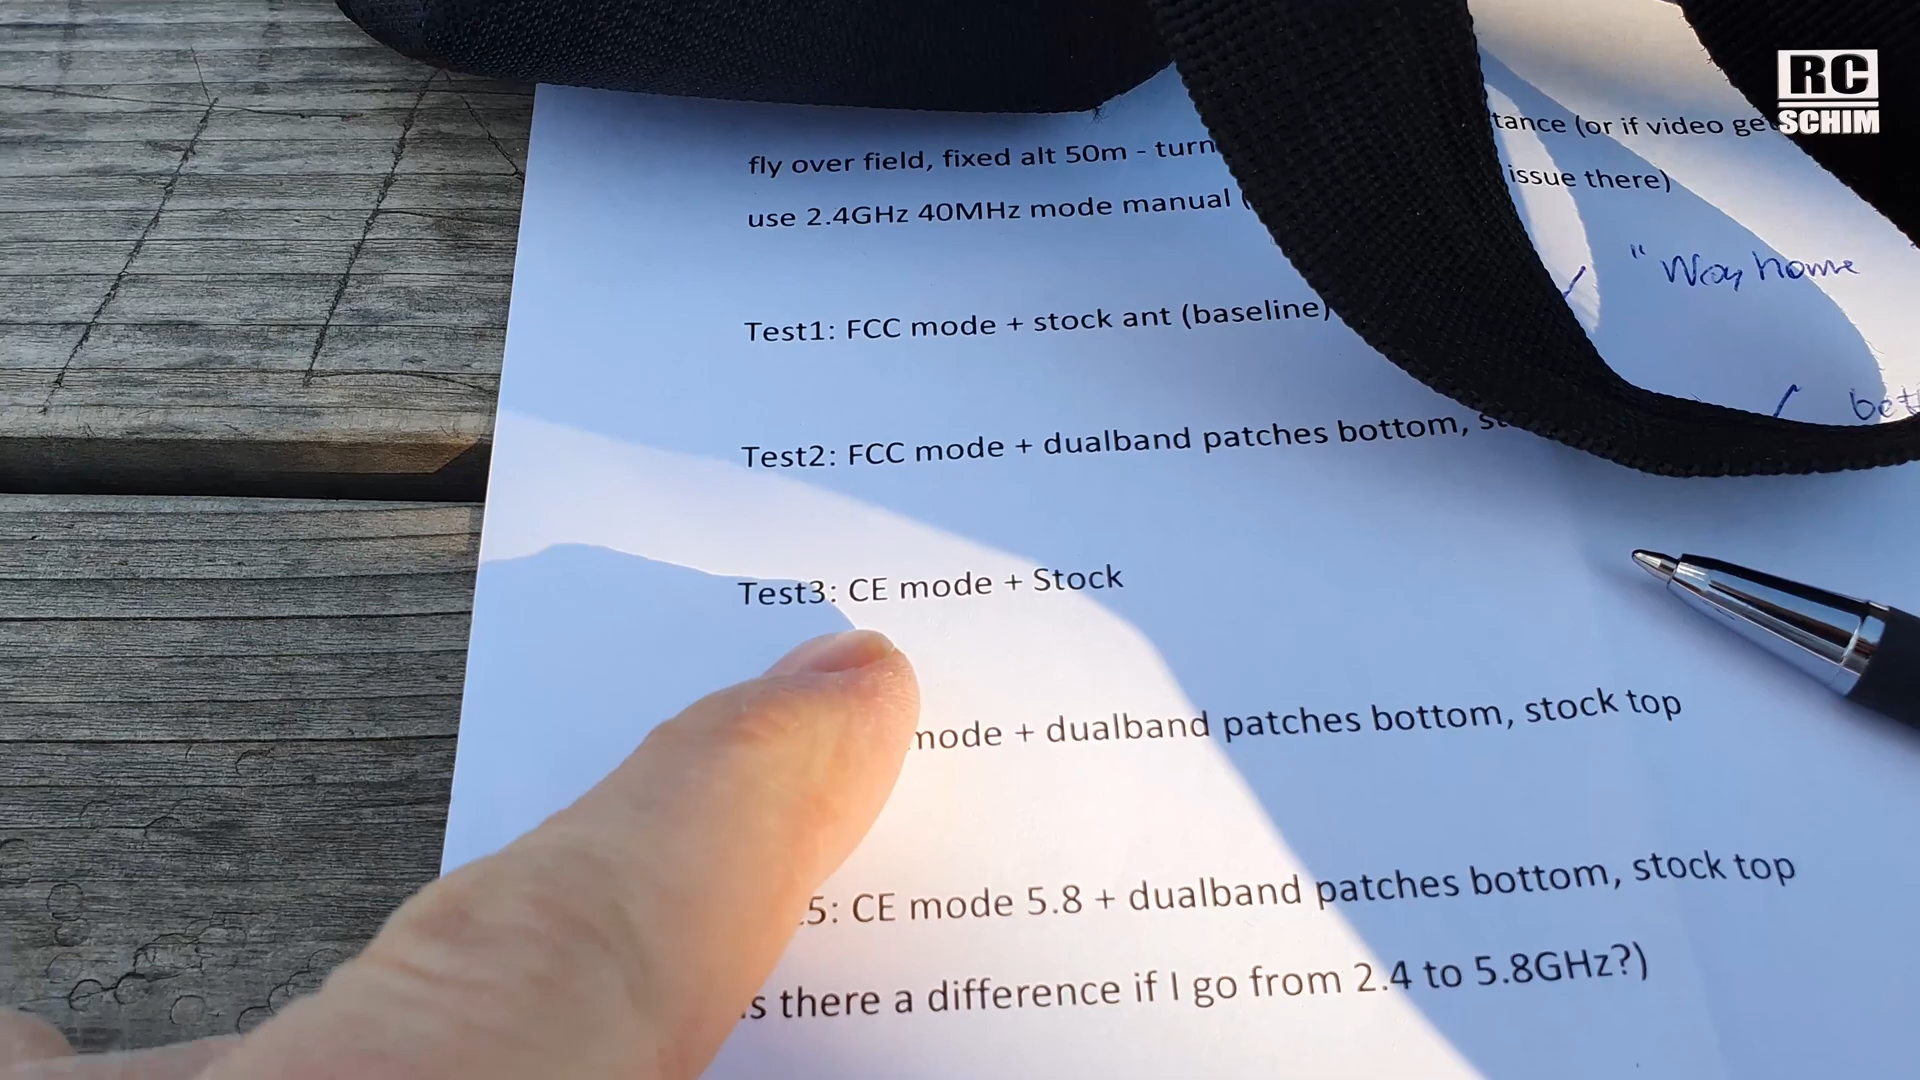 RC
SCHIM
fly over field, fixed alt 50m - turn tance (or if video ge
use 2.4GHz 40MHz mode manual ( issue there)
"Way home
Test1: FCC mode + stock ant (baseline)
Test2: FCC mode + dualband patches bottom,
Test3: CE mode + Stock
mode + dualband patches bottom, stock top
5: CE mode 5.8 + dualband patches bottom, stock top
s there a difference if I go from 2.4 to 5.8GHz?)